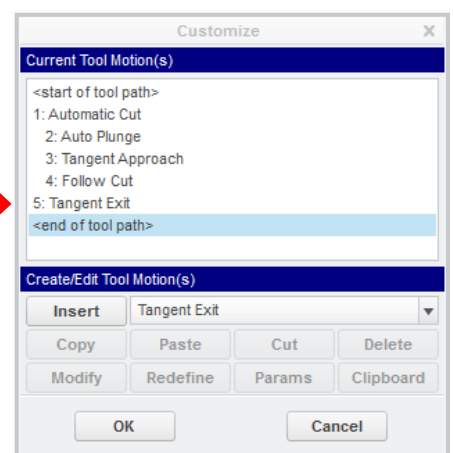 Customize X
Current Tool Motion(s)
<start of tool path>
1: Automatic Cut
2: Auto Plunge
3: Tangent Approach
4: Follow Cut
5: Tangent Exit
<end of tool path>
Create/Edit Tool Motion(s)
Insert Tangent Exit
Copy Paste Cut Delete
Modify Redefine Params Clipboard
OK Cancel